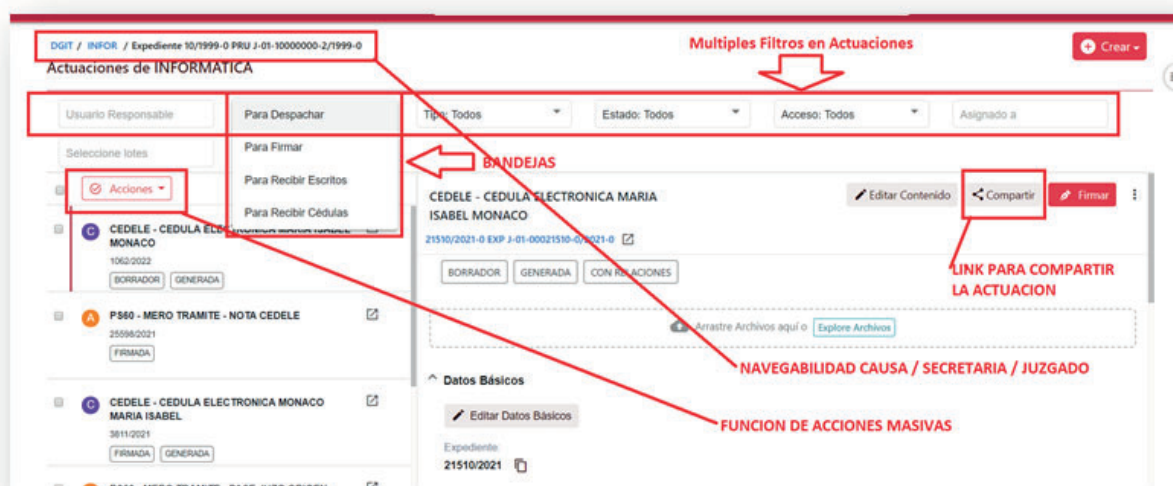 DGIT / INFOR / Expediente 10/1999-0 PRU J-01-10000000-2/1999-0
Multiples Filtros en Actuaciones
Crear
Actuaciones de INFORMATICA
Usuario Responsable
Para Despachar
Tipo: Todos
Estado: Todos
Acceso: Todos
Asignado a
Seleccione lotes
Para Firmar
BANDEJAS
Para Recibir Escritos
Para Recibir Cédulas
Acciones
CEDELE - CEDULA ELECTRONICA MARIA
ISABEL MONACO
Editar Contenido
Compartir
Firmar
21510/2021-0 EXP J-01-00021510-0/2021-0
BORRADOR GENERADA CON RELACIONES
LINK PARA COMPARTIR
LA ACTUACION
CEDELE - CEDULA ELECTRONICA MARIA ISABEL
MONACO
1062/2022
BORRADOR GENERADA
PS60 - MERO TRAMITE - NOTA CEDELE
25598/2021
FIRMADA
Arrastre Archivos aquí o Explore Archivos
NAVEGABILIDAD CAUSA / SECRETARIA / JUZGADO
Datos Básicos
CEDELE - CEDULA ELECTRONICA MONACO
MARIA ISABEL
3811/2021
FIRMADA GENERADA
Editar Datos Básicos
FUNCION DE ACCIONES MASIVAS
Expediente
21510/2021